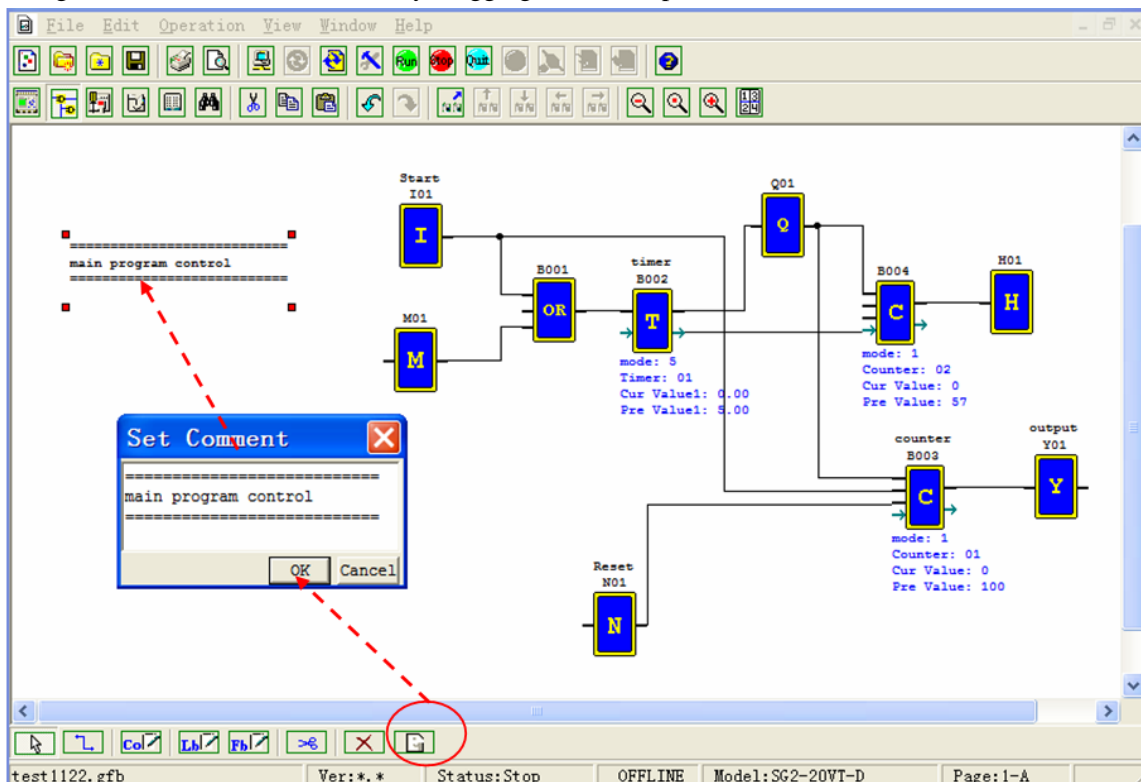 File Edit Operation View Window Help
Run Stop Quit
Start
I01
I
Q01
Q
==========================
main program control
==========================
B001
OR
timer
B002
T
B004
C
H01
H
M01
M
mode: 5
Timer: 01
Cur Value1: 0.00
Pre Value1: 5.00
mode: 1
Counter: 02
Cur Value: 0
Pre Value: 57
Set Comment
==========================
main program control
==========================
OK Cancel
counter
B003
C
output
Y01
Y
mode: 1
Counter: 01
Cur Value: 0
Pre Value: 100
Reset
N01
N
Co Lb Fb
test1122.gfb Ver:*.* Status:Stop OFFLINE Model:SG2-20VT-D Page:1-A